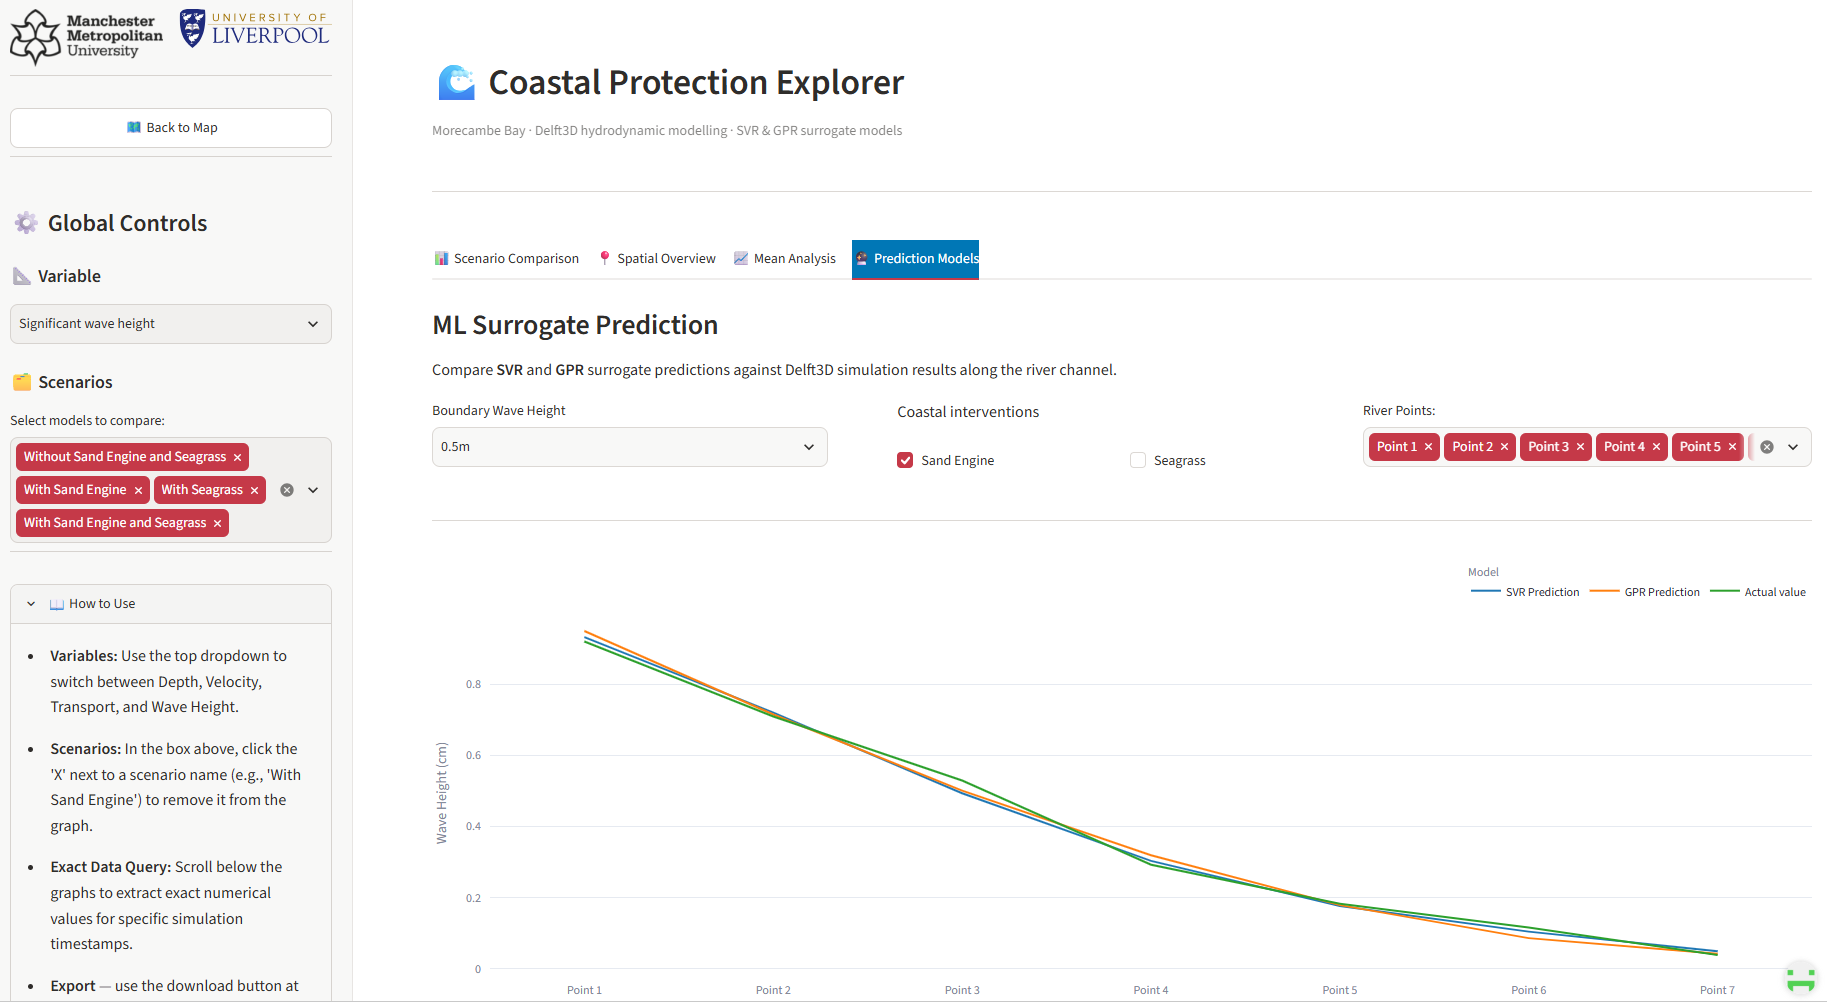 Manchester
Metropolitan
University
UNIVERSITY OF
LIVERPOOL
Back to Map
Global Controls
Variable
Significant wave height
Scenarios
Select models to compare:
Without Sand Engine and Seagrass ×
With Sand Engine × With Seagrass ×
With Sand Engine and Seagrass ×
How to Use
• Variables: Use the top dropdown to
switch between Depth, Velocity,
Transport, and Wave Height.
• Scenarios: In the box above, click the
'X' next to a scenario name (e.g., 'With
Sand Engine') to remove it from the
graph.
• Exact Data Query: Scroll below the
graphs to extract exact numerical
values for specific simulation
timestamps.
• Export — use the download button at
Coastal Protection Explorer
Morecambe Bay · Delft3D hydrodynamic modelling · SVR & GPR surrogate models
Scenario Comparison Spatial Overview Mean Analysis Prediction Models
ML Surrogate Prediction
Compare SVR and GPR surrogate predictions against Delft3D simulation results along the river channel.
Boundary Wave Height
0.5m
Coastal interventions
Sand Engine Seagrass
River Points:
Point 1 × Point 2 × Point 3 × Point 4 × Point 5 ×
Model
SVR Prediction GPR Prediction Actual value
Wave Height (cm)
0.8
0.6
0.4
0.2
0
Point 1 Point 2 Point 3 Point 4 Point 5 Point 6 Point 7